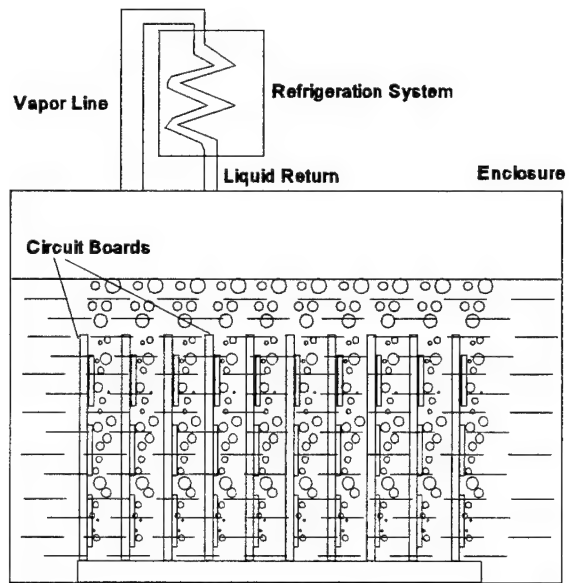 Vapor Line
Refrigeration System
Liquid Return
Enclosure
Circuit Boards